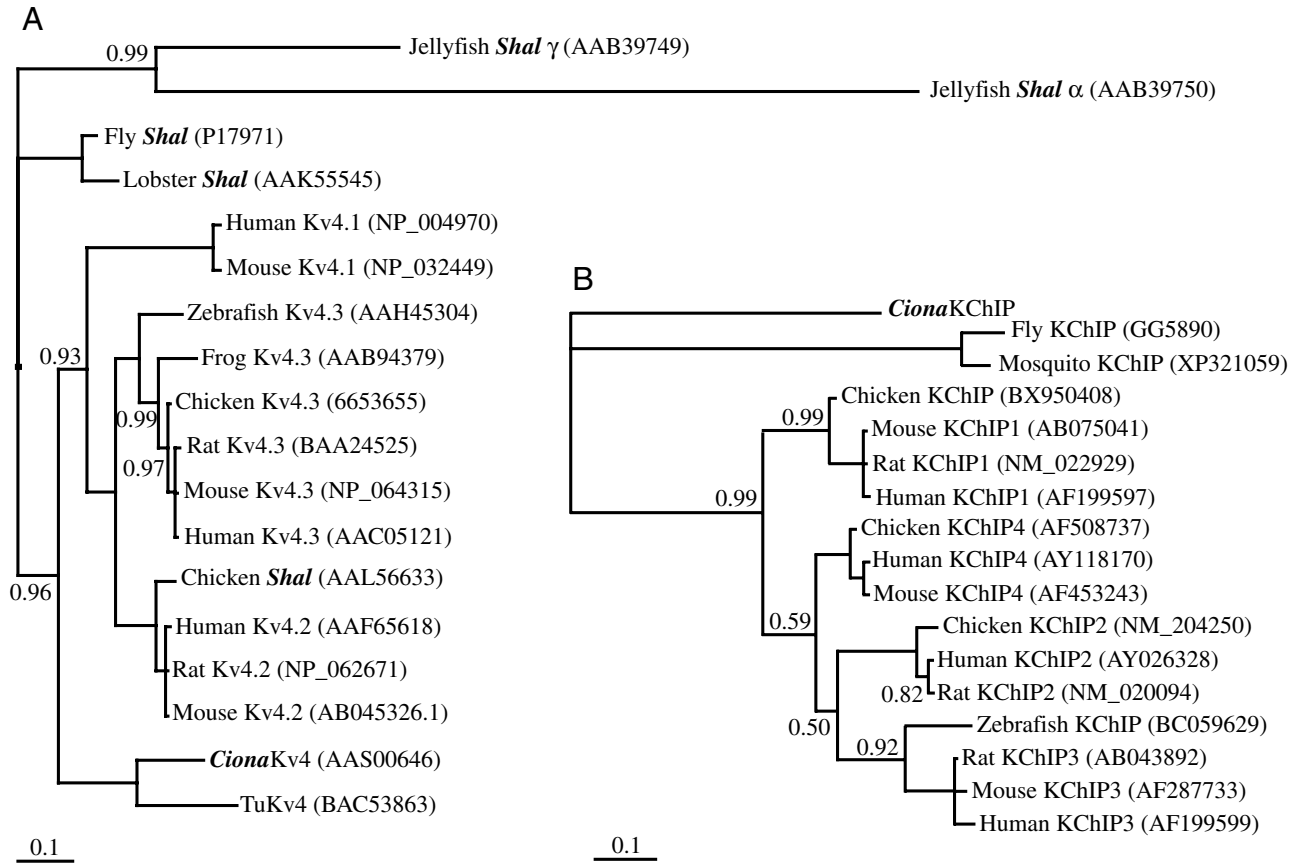 A
0.99
Jellyfish Shal γ (AAB39749)
Jellyfish Shal α (AAB39750)
Fly Shal (P17971)
Lobster Shal (AAK55545)
Human Kv4.1 (NP_004970)
Mouse Kv4.1 (NP_032449)
Zebrafish Kv4.3 (AAH45304)
0.93
Frog Kv4.3 (AAB94379)
Chicken Kv4.3 (6653655)
0.99
Rat Kv4.3 (BAA24525)
0.97
Mouse Kv4.3 (NP_064315)
Human Kv4.3 (AAC05121)
Chicken Shal (AAL56633)
0.96
Human Kv4.2 (AAF65618)
Rat Kv4.2 (NP_062671)
Mouse Kv4.2 (AB045326.1)
CionaKv4 (AAS00646)
TuKv4 (BAC53863)
0.1
B
CionaKChIP
Fly KChIP (GG5890)
Mosquito KChIP (XP321059)
Chicken KChIP (BX950408)
0.99
Mouse KChIP1 (AB075041)
Rat KChIP1 (NM_022929)
0.99
Human KChIP1 (AF199597)
Chicken KChIP4 (AF508737)
Human KChIP4 (AY118170)
Mouse KChIP4 (AF453243)
0.59
Chicken KChIP2 (NM_204250)
Human KChIP2 (AY026328)
0.82
Rat KChIP2 (NM_020094)
0.50
Zebrafish KChIP (BC059629)
0.92
Rat KChIP3 (AB043892)
Mouse KChIP3 (AF287733)
Human KChIP3 (AF199599)
0.1